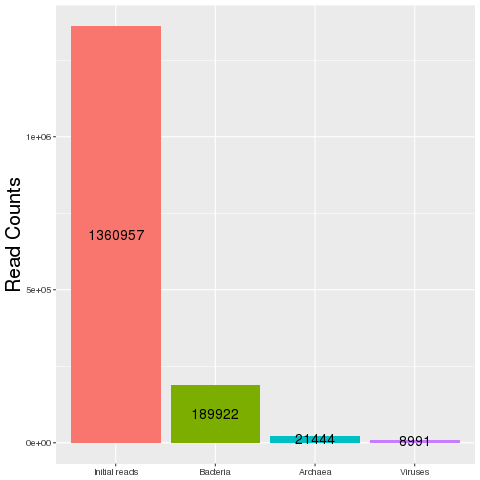 Read Counts
1e+06
5e+05
0e+00
1360957
189922
21444
8991
Initial reads
Bacteria
Archaea
Viruses